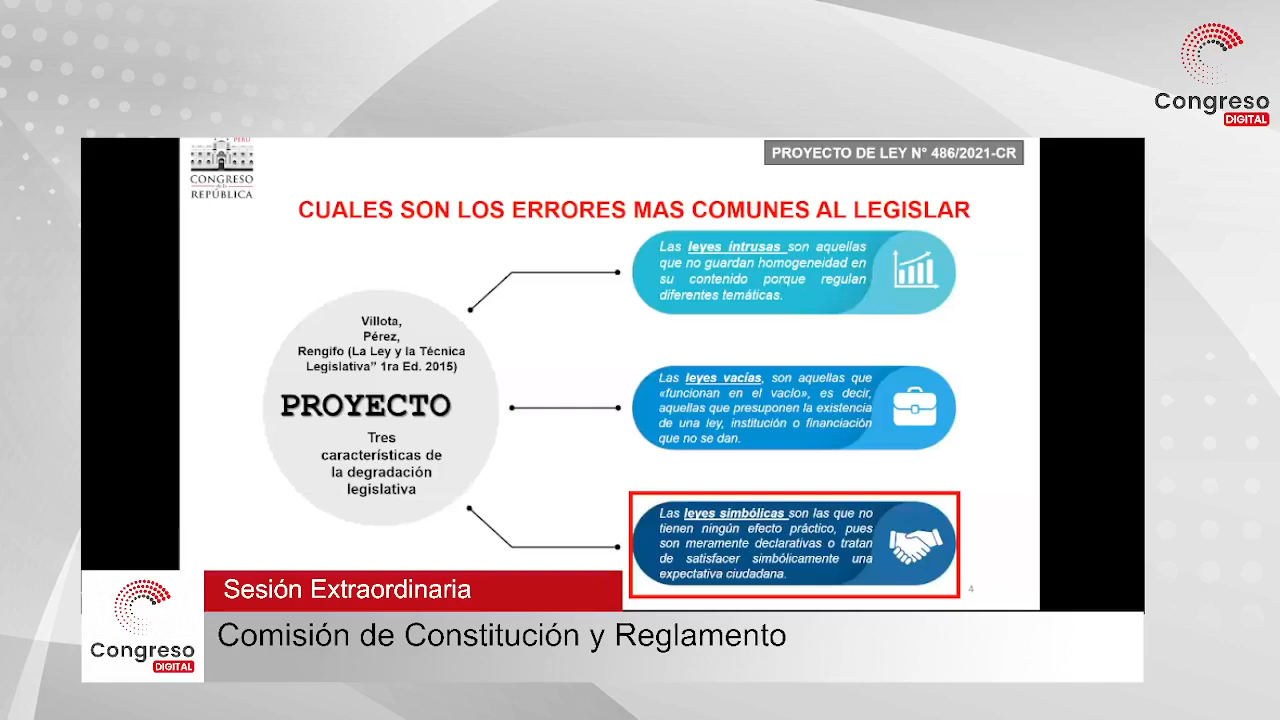 Congreso
DIGITAL
PERÚ
CONGRESO
de la
REPÚBLICA
PROYECTO DE LEY N° 486/2021-CR
CUALES SON LOS ERRORES MAS COMUNES AL LEGISLAR
Villota,
Pérez,
Rengifo (La Ley y la Técnica
Legislativa” 1ra Ed. 2015)
PROYECTO
Tres
características de
la degradación
legislativa
Las leyes intrusas son aquellas
que no guardan homogeneidad en
su contenido porque regulan
diferentes temáticas.
Las leyes vacías, son aquellas que
«funcionan en el vacío», es decir,
aquellas que presuponen la existencia
de una ley, institución o financiación
que no se dan.
Las leyes simbólicas son las que no
tienen ningún efecto práctico, pues
son meramente declarativas o tratan
de satisfacer simbólicamente una
expectativa ciudadana.
4
Congreso
DIGITAL
Sesión Extraordinaria
Comisión de Constitución y Reglamento